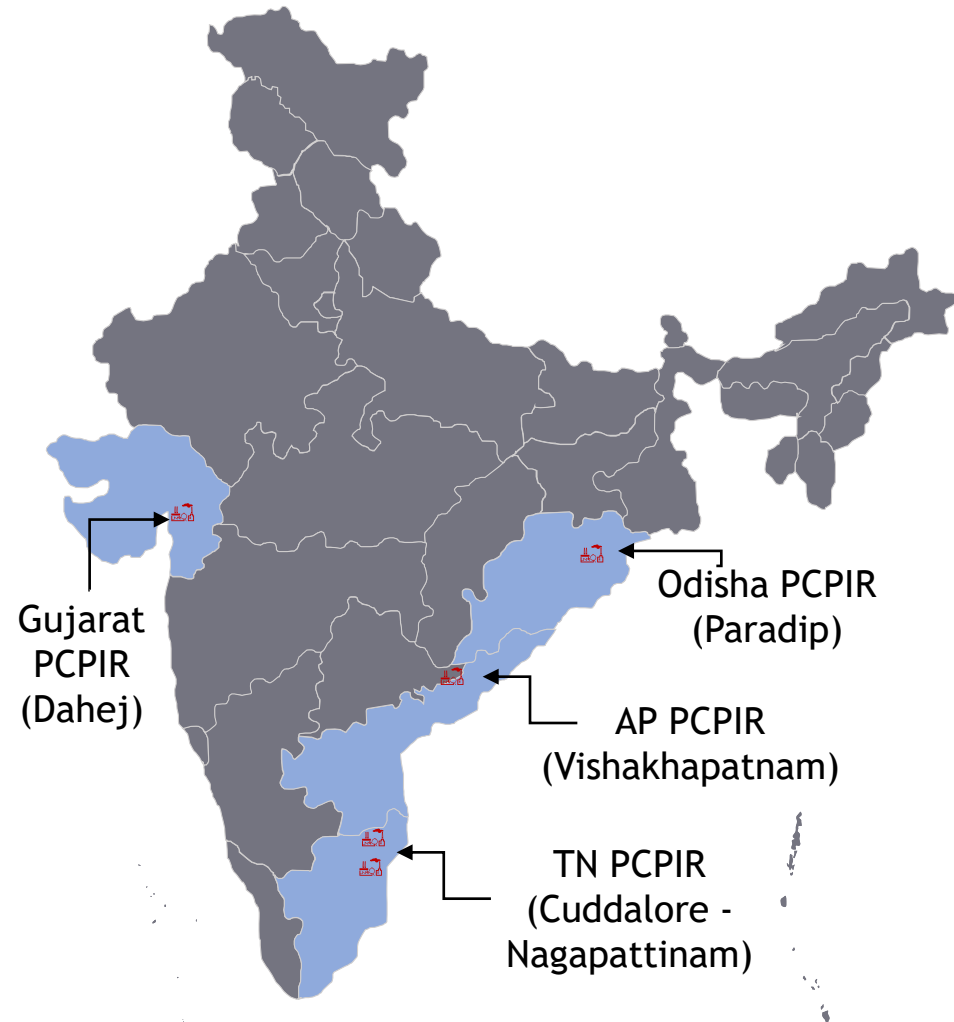 Gujarat
PCPIR
(Dahej)
Odisha PCPIR
(Paradip)
AP PCPIR
(Vishakhapatnam)
TN PCPIR
(Cuddalore -
Nagapattinam)